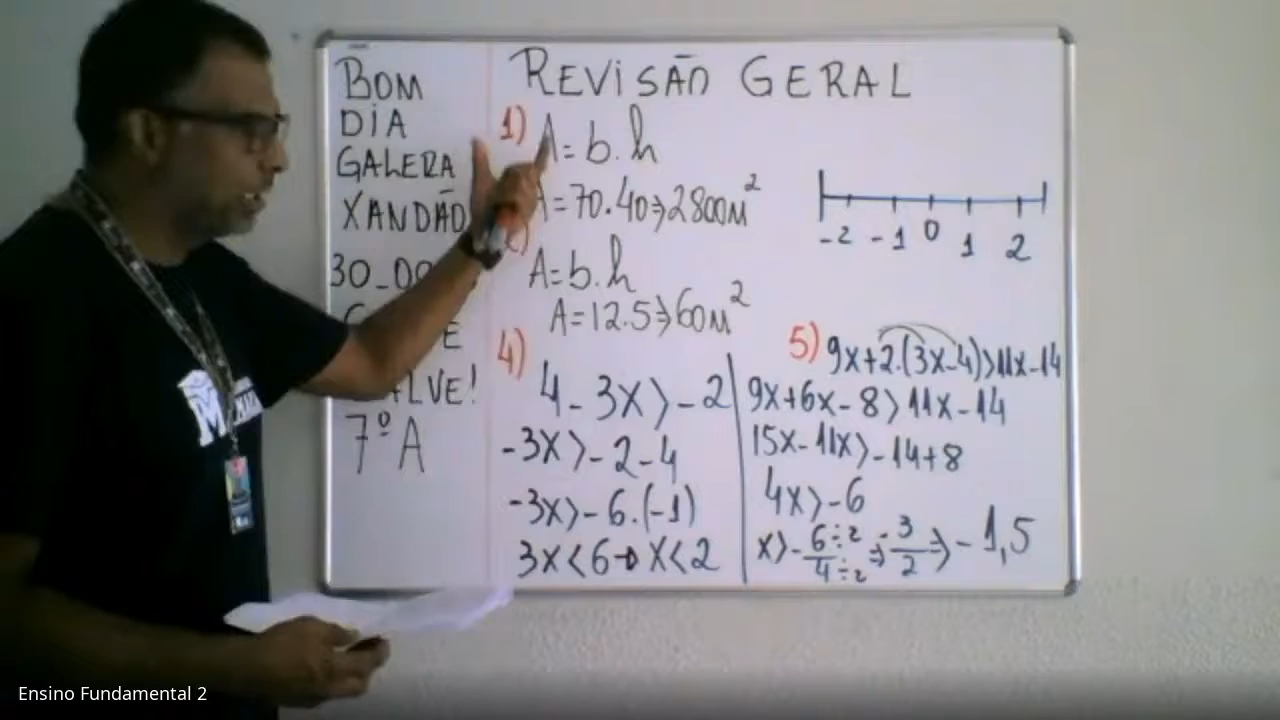 BOM
DIA
GALERA
XANDÃO
30_0
E
LVE!
7º A
REVISÃO GERAL
1) A = b.h
A = 70.40⇒2800m²
A = b.h
A = 12.5⇒60m²
-2 -1 0 1 2
4)
4 - 3x > -2
-3x > -2 - 4
-3x > -6.(-1)
3x < 6 → x < 2
5) 9x+2.(3x-4)>11x-14
9x+6x-8>11x-14
15x-11x>-14+8
4x>-6
x>-6÷2/4÷2 ⇒ -3/2 ⇒ -1,5
Ensino Fundamental 2